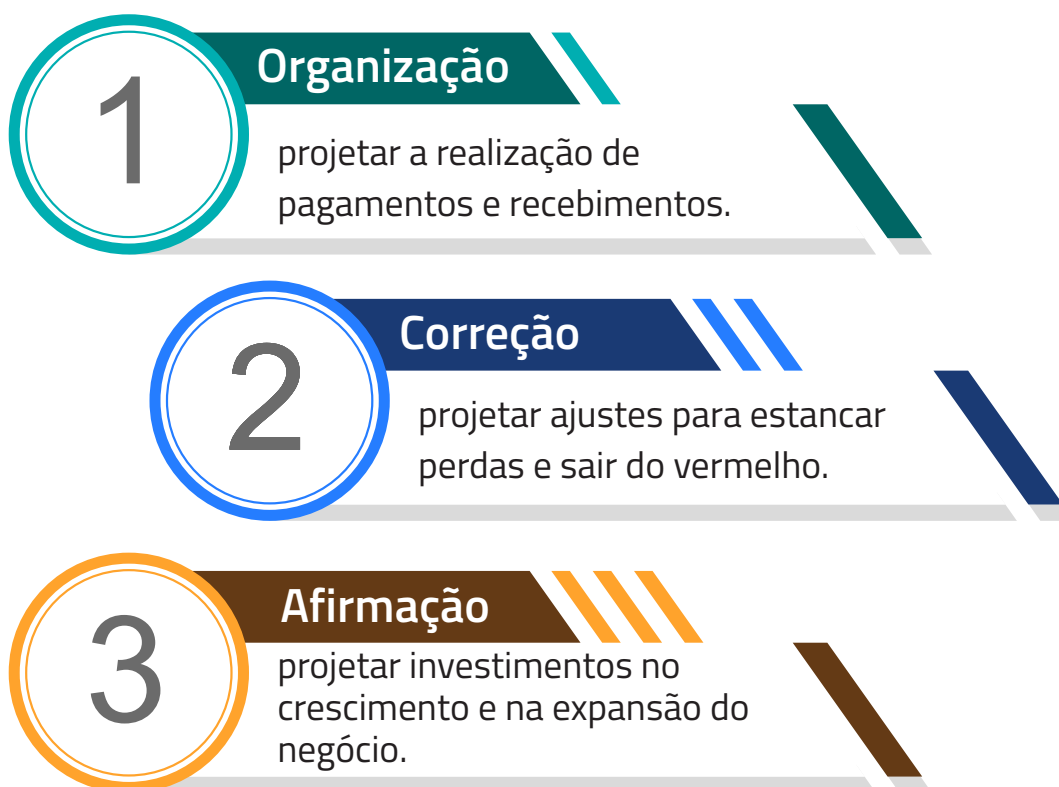 1
Organização
projetar a realização de
pagamentos e recebimentos.
2
Correção
projetar ajustes para estancar
perdas e sair do vermelho.
3
Afirmação
projetar investimentos no
crescimento e na expansão do
negócio.